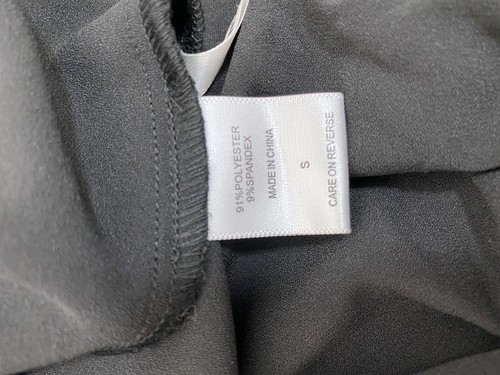 91%POLYESTER
9%SPANDEX
MADE IN CHINA
S
CARE ON REVERSE